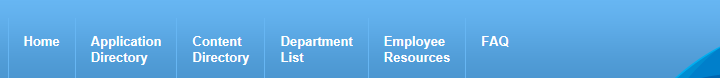 Home
Application
Directory
Content
Directory
Department
List
Employee
Resources
FAQ